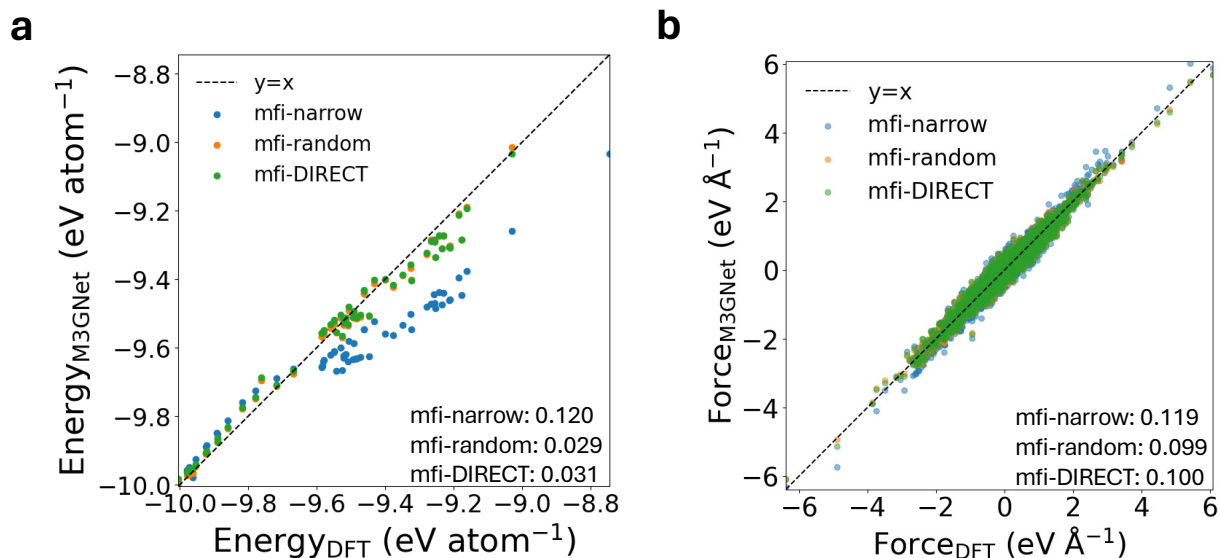 a
Energy_M3GNet (eV atom⁻¹)
−8.8
−9.0
−9.2
−9.4
−9.6
−9.8
−10.0
y=x
mfi-narrow
mfi-random
mfi-DIRECT
mfi-narrow: 0.120
mfi-random: 0.029
mfi-DIRECT: 0.031
−10.0 −9.8 −9.6 −9.4 −9.2 −9.0 −8.8
Energy_DFT (eV atom⁻¹)
b
Force_M3GNet (eV Å⁻¹)
6
4
2
0
−2
−4
−6
y=x
mfi-narrow
mfi-random
mfi-DIRECT
mfi-narrow: 0.119
mfi-random: 0.099
mfi-DIRECT: 0.100
−6 −4 −2 0 2 4 6
Force_DFT (eV Å⁻¹)